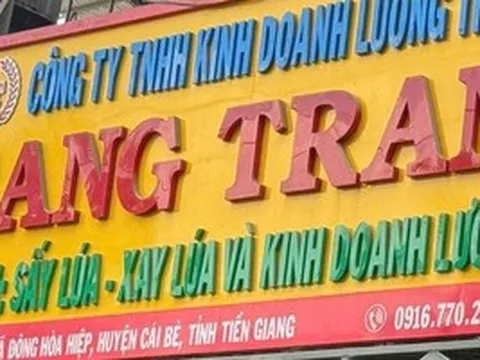 CÔNG TY TNHH KINH DOANH LƯƠNG
ANG TRAN
SẤY LÚA - XAY LÚA VÀ KINH DOANH LƯƠ
ĐÔNG HÒA HIỆP, HUYỆN CÁI BÈ, TỈNH TIỀN GIANG 0916.770.2